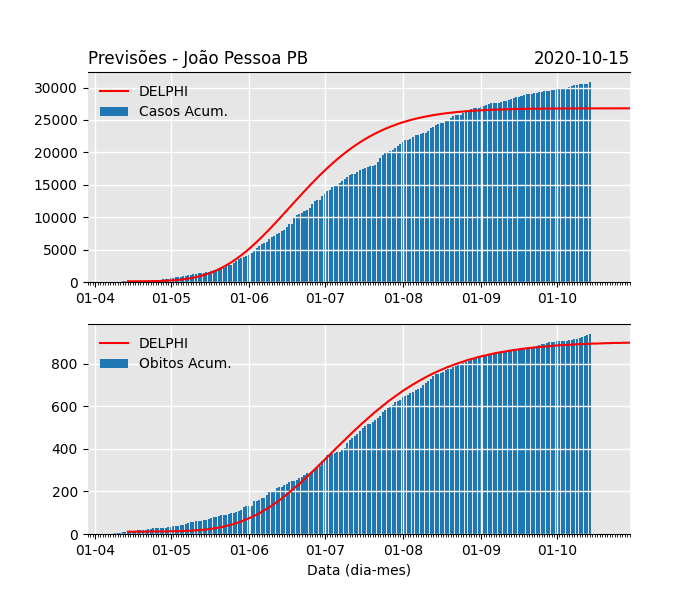 Previsões - João Pessoa PB 2020-10-15
DELPHI
Casos Acum.
30000
25000
20000
15000
10000
5000
0
01-04 01-05 01-06 01-07 01-08 01-09 01-10
DELPHI
Obitos Acum.
800
600
400
200
0
01-04 01-05 01-06 01-07 01-08 01-09 01-10
Data (dia-mes)